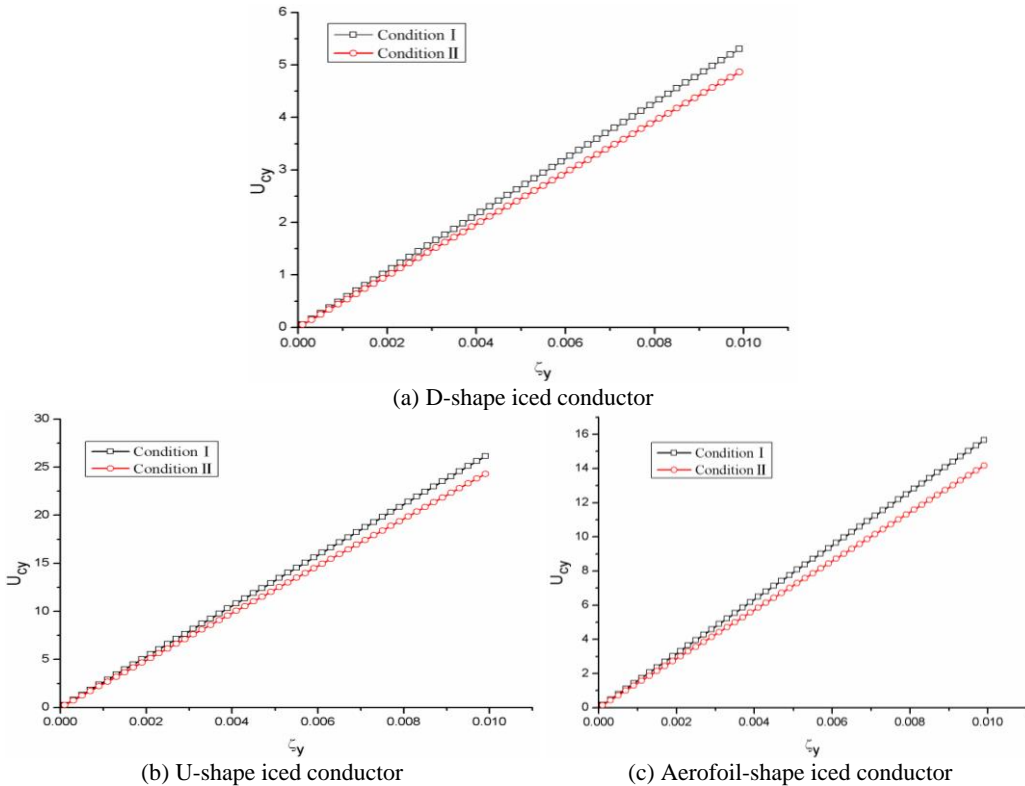 Condition I
Condition II
6
5
4
3
2
1
0
U_cy
0.000 0.002 0.004 0.006 0.008 0.010
ζ_y
(a) D-shape iced conductor
Condition I
Condition II
30
25
20
15
10
5
0
U_cy
0.000 0.002 0.004 0.006 0.008 0.010
ζ_y
(b) U-shape iced conductor
Condition I
Condition II
16
14
12
10
8
6
4
2
0
U_cy
0.000 0.002 0.004 0.006 0.008 0.010
ζ_y
(c) Aerofoil-shape iced conductor